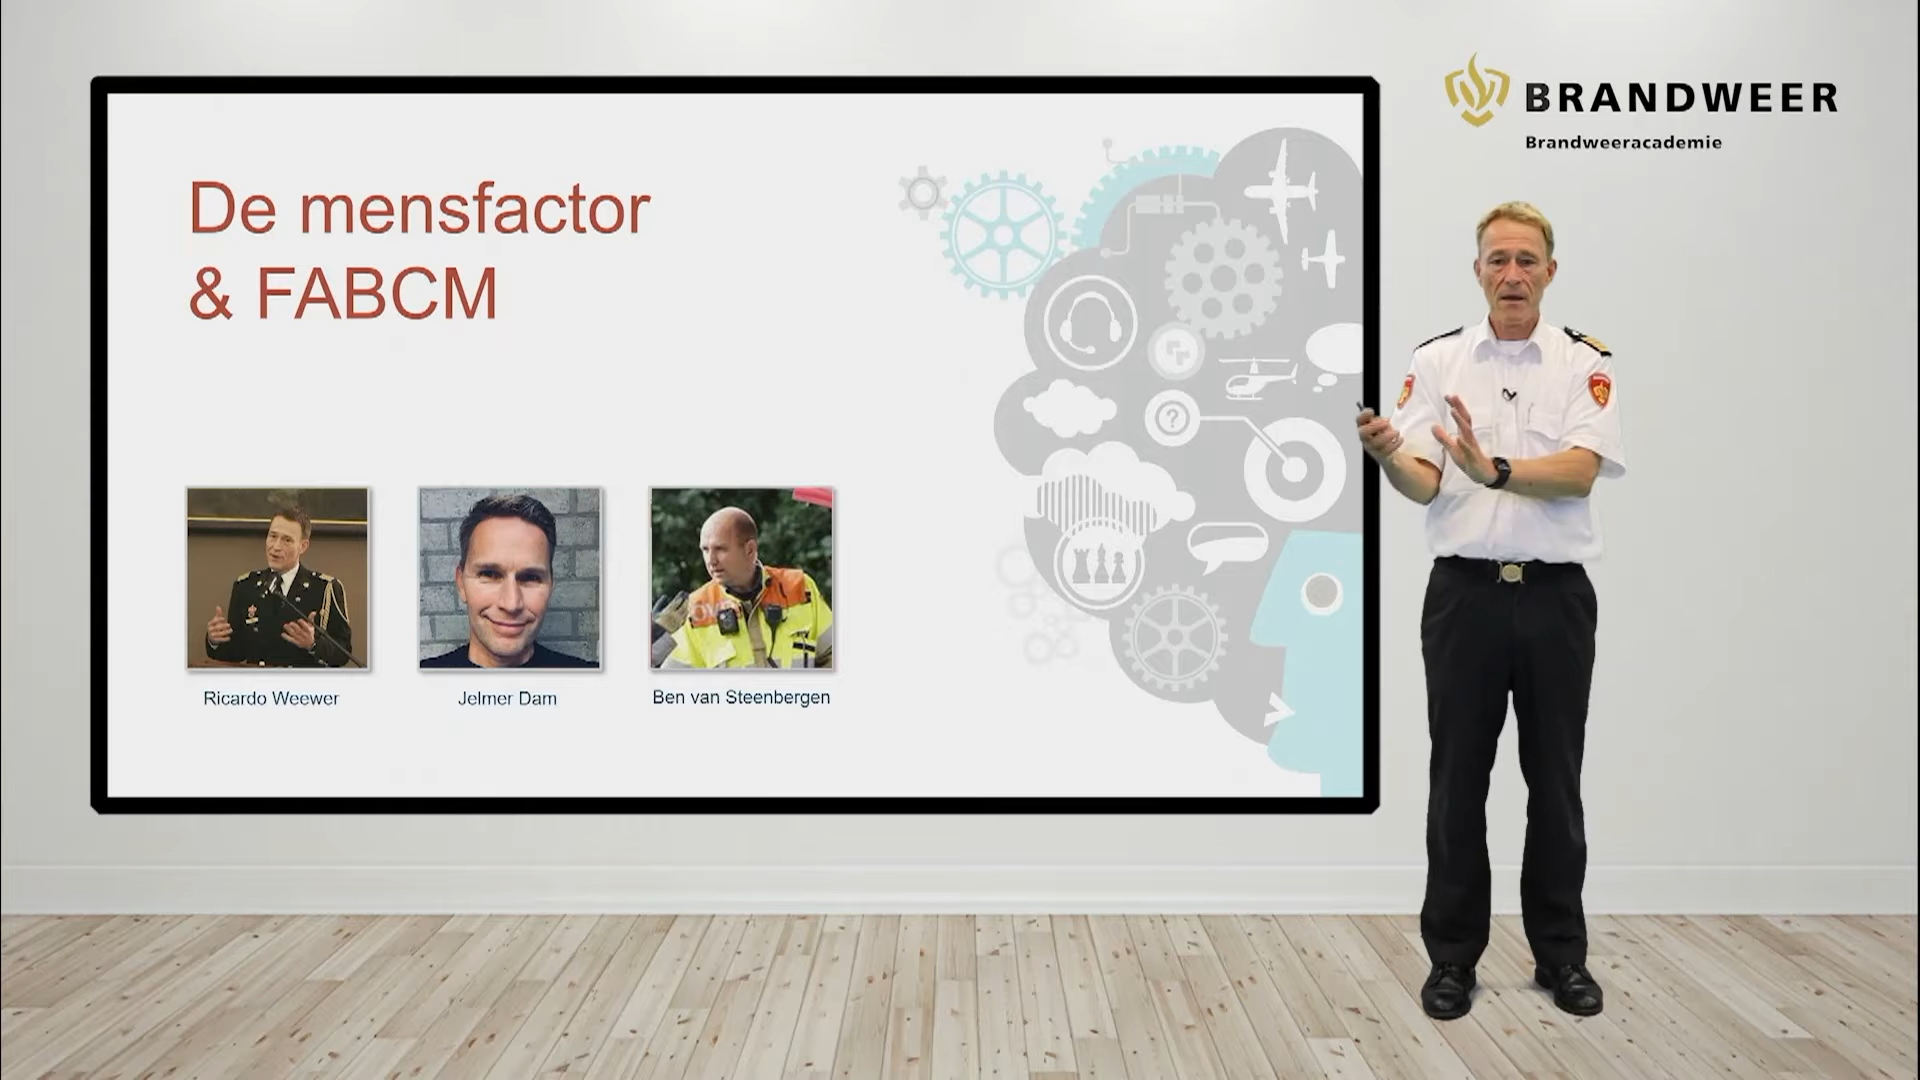 De mensfactor
& FABCM
Ricardo Weewer
Jelmer Dam
Ben van Steenbergen
BRANDWEER
Brandweeracademie
?